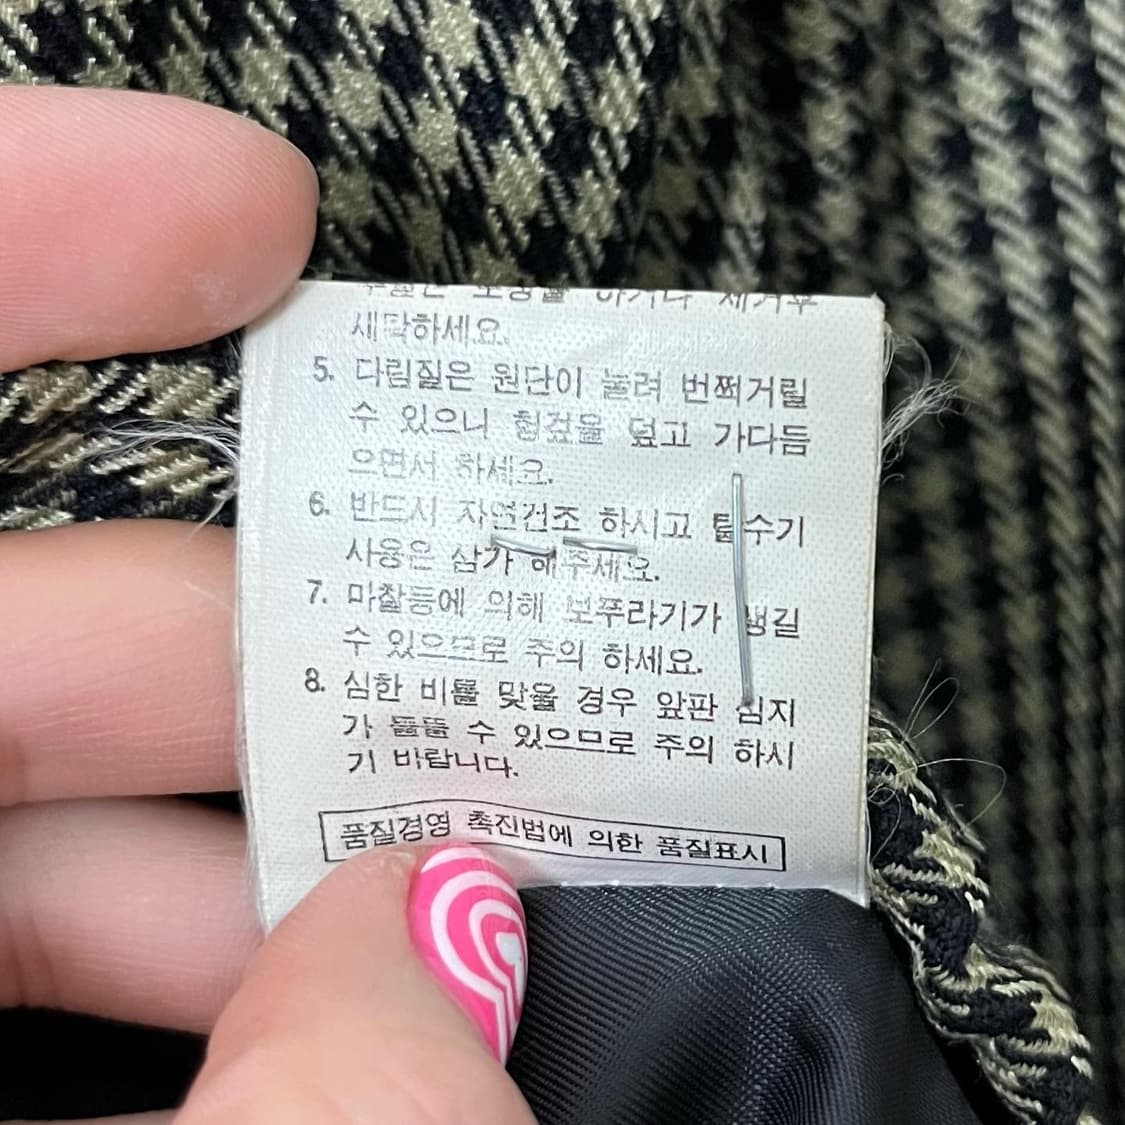 세탁하세요.
5. 다림질은 원단이 눌려 번쩌거릴
수 있으니 헝겊을 덮고 가다듬
으면서 하세요.
6. 반드시 자연건조 하시고 탈수기
사용은 삼가 해주세요.
7. 마찰등에 의해 보푸라기가 생길
수 있으므로 주의 하세요.
8. 심한 비를 맞을 경우 앞판 심지
가 들뜰 수 있으므로 주의 하시
기 바랍니다.
품질경영 촉진법에 의한 품질표시